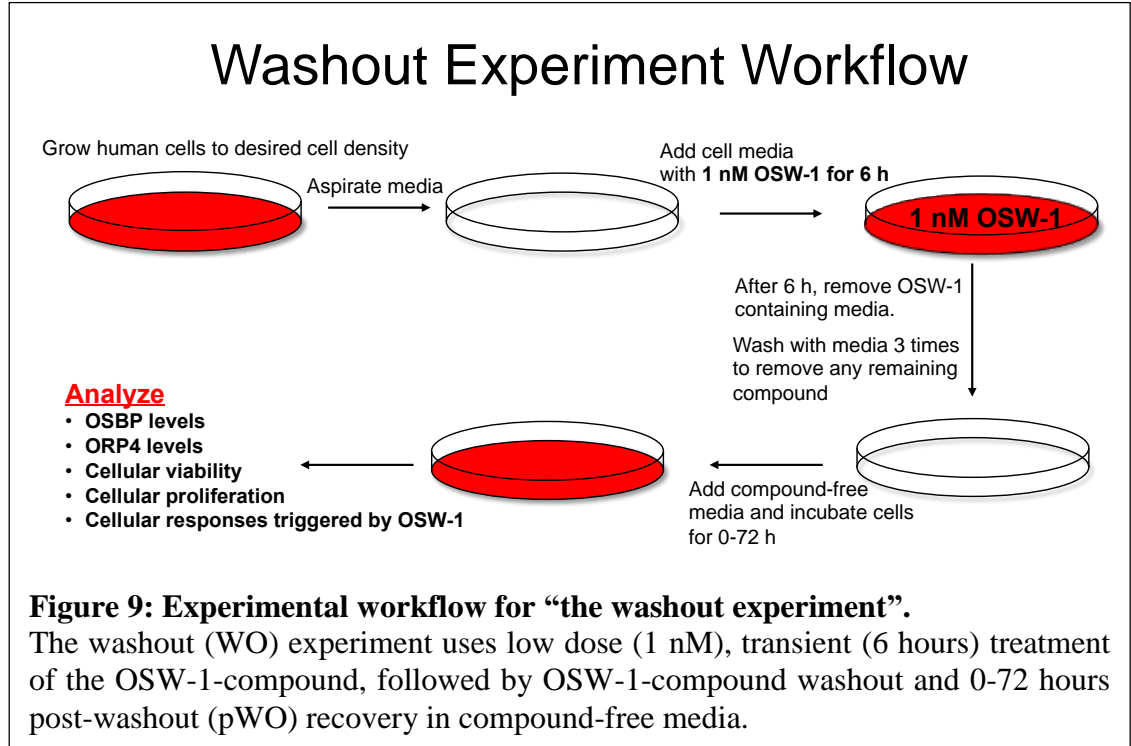 Washout Experiment Workflow
Grow human cells to desired cell density
Aspirate media
Add cell media
with 1 nM OSW-1 for 6 h
1 nM OSW-1
After 6 h, remove OSW-1
containing media.
Wash with media 3 times
to remove any remaining
compound
Add compound-free
media and incubate cells
for 0-72 h
Analyze
• OSBP levels
• ORP4 levels
• Cellular viability
• Cellular proliferation
• Cellular responses triggered by OSW-1
Figure 9: Experimental workflow for “the washout experiment”.
The washout (WO) experiment uses low dose (1 nM), transient (6 hours) treatment
of the OSW-1-compound, followed by OSW-1-compound washout and 0-72 hours
post-washout (pWO) recovery in compound-free media.